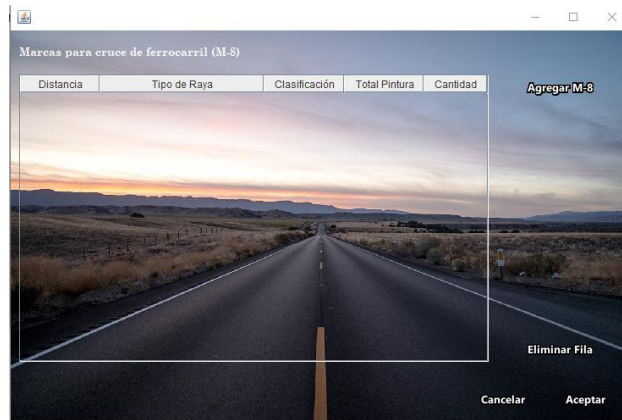 Marcas para cruce de ferrocarril (M-8)
Distancia Tipo de Raya Clasificación Total Pintura Cantidad
Agregar M-8
Eliminar Fila
Cancelar Aceptar